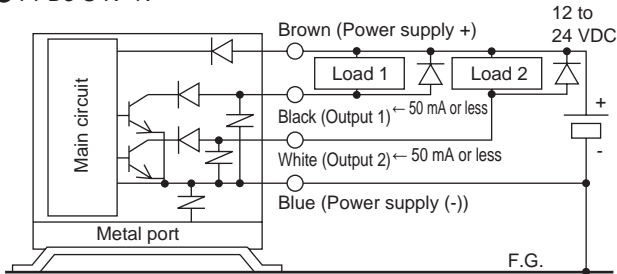 12 to
24 VDC
Brown (Power supply +)
Load 1
Load 2
Main circuit
Black (Output 1)
← 50 mA or less
+
-
White (Output 2)
← 50 mA or less
Blue (Power supply (-))
Metal port
F.G.